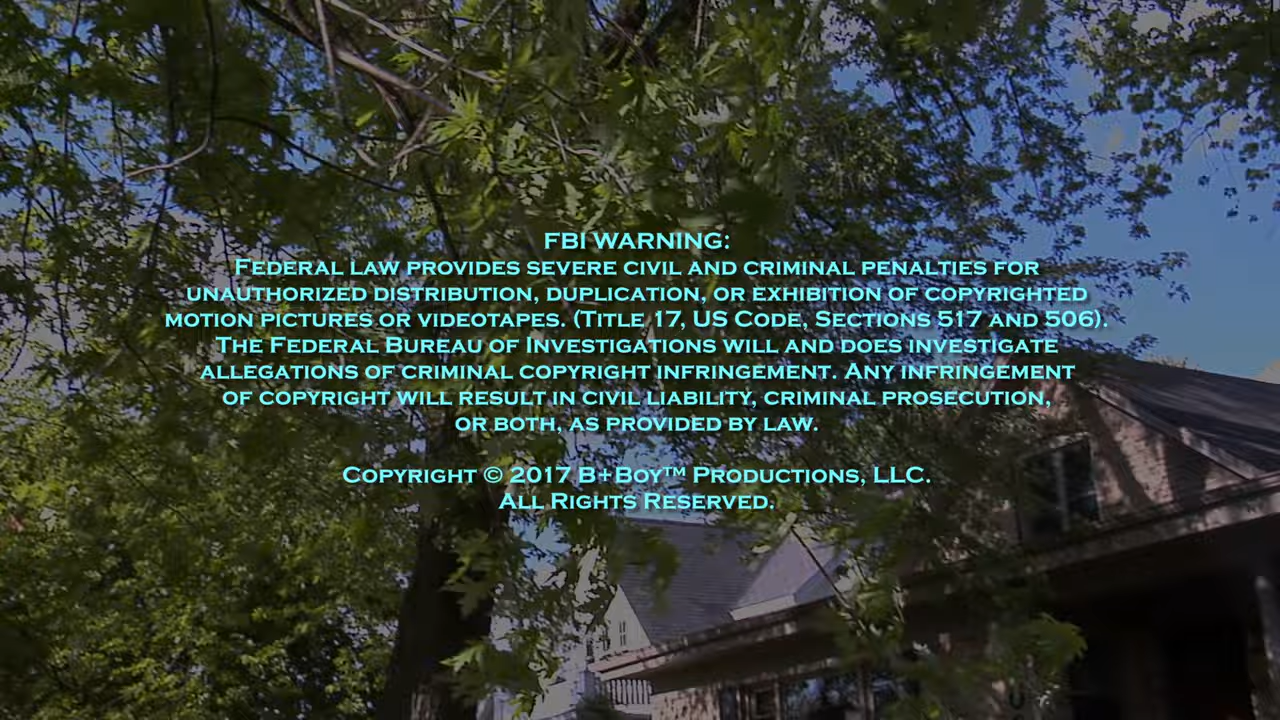 FBI WARNING:
FEDERAL LAW PROVIDES SEVERE CIVIL AND CRIMINAL PENALTIES FOR
UNAUTHORIZED DISTRIBUTION, DUPLICATION, OR EXHIBITION OF COPYRIGHTED
MOTION PICTURES OR VIDEOTAPES. (TITLE 17, US CODE, SECTIONS 517 AND 506).
THE FEDERAL BUREAU OF INVESTIGATIONS WILL AND DOES INVESTIGATE
ALLEGATIONS OF CRIMINAL COPYRIGHT INFRINGEMENT. ANY INFRINGEMENT
OF COPYRIGHT WILL RESULT IN CIVIL LIABILITY, CRIMINAL PROSECUTION,
OR BOTH, AS PROVIDED BY LAW.
COPYRIGHT © 2017 B+BOY™ PRODUCTIONS, LLC.
ALL RIGHTS RESERVED.